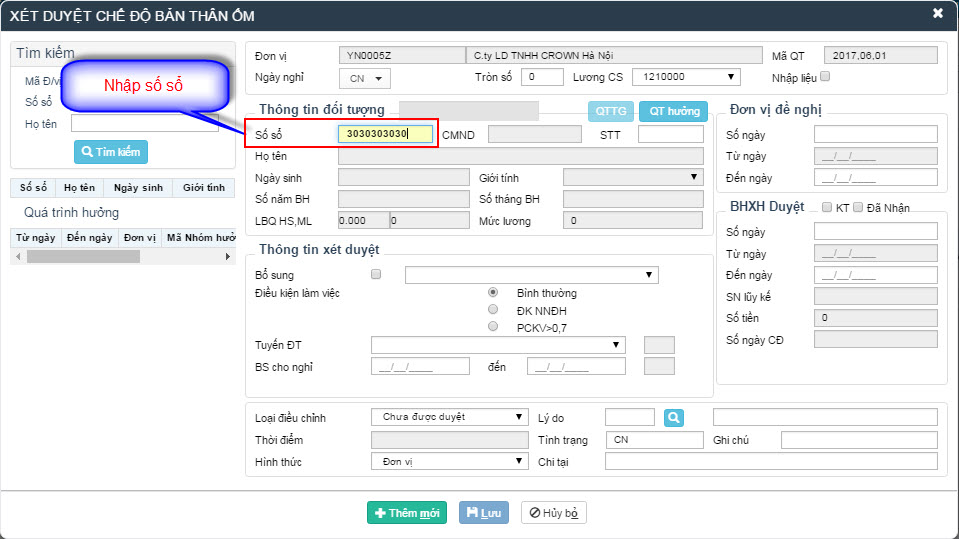 XÉT DUYỆT CHẾ ĐỘ BẢN THÂN ỐM
Tìm kiếm
Mã Đ/vị
Số sổ
Họ tên
Tìm kiếm
Nhập số sổ
Số sổ Họ tên Ngày sinh Giới tính
Quá trình hưởng
Từ ngày Đến ngày Đơn vị Mã Nhóm hưở
Đơn vị YN0005Z C.ty LD TNHH CROWN Hà Nội Mã QT 2017,06,01
Ngày nghỉ CN Tròn số 0 Lương CS 1210000 Nhập liệu
Thông tin đối tượng QTTG QT hưởng
Số sổ 3030303030 CMND STT
Họ tên
Ngày sinh Giới tính
Số năm BH Số tháng BH
LBQ HS,ML 0.000 0 Mức lương 0
Đơn vị đề nghị
Số ngày
Từ ngày __/__/____
Đến ngày __/__/____
BHXH Duyệt KT Đã Nhận
Số ngày
Từ ngày __/__/____
Đến ngày __/__/____
SN lũy kế
Số tiền 0
Số ngày CĐ
Thông tin xét duyệt
Bổ sung
Điều kiện làm việc Bình thường
ĐK NNĐH
PCKV>0,7
Tuyến ĐT
BS cho nghỉ __/__/____ đến __/__/____
Loại điều chỉnh Chưa được duyệt Lý do
Thời điểm Tình trạng CN Ghi chú
Hình thức Đơn vị Chi tại
Thêm mới Lưu Hủy bỏ